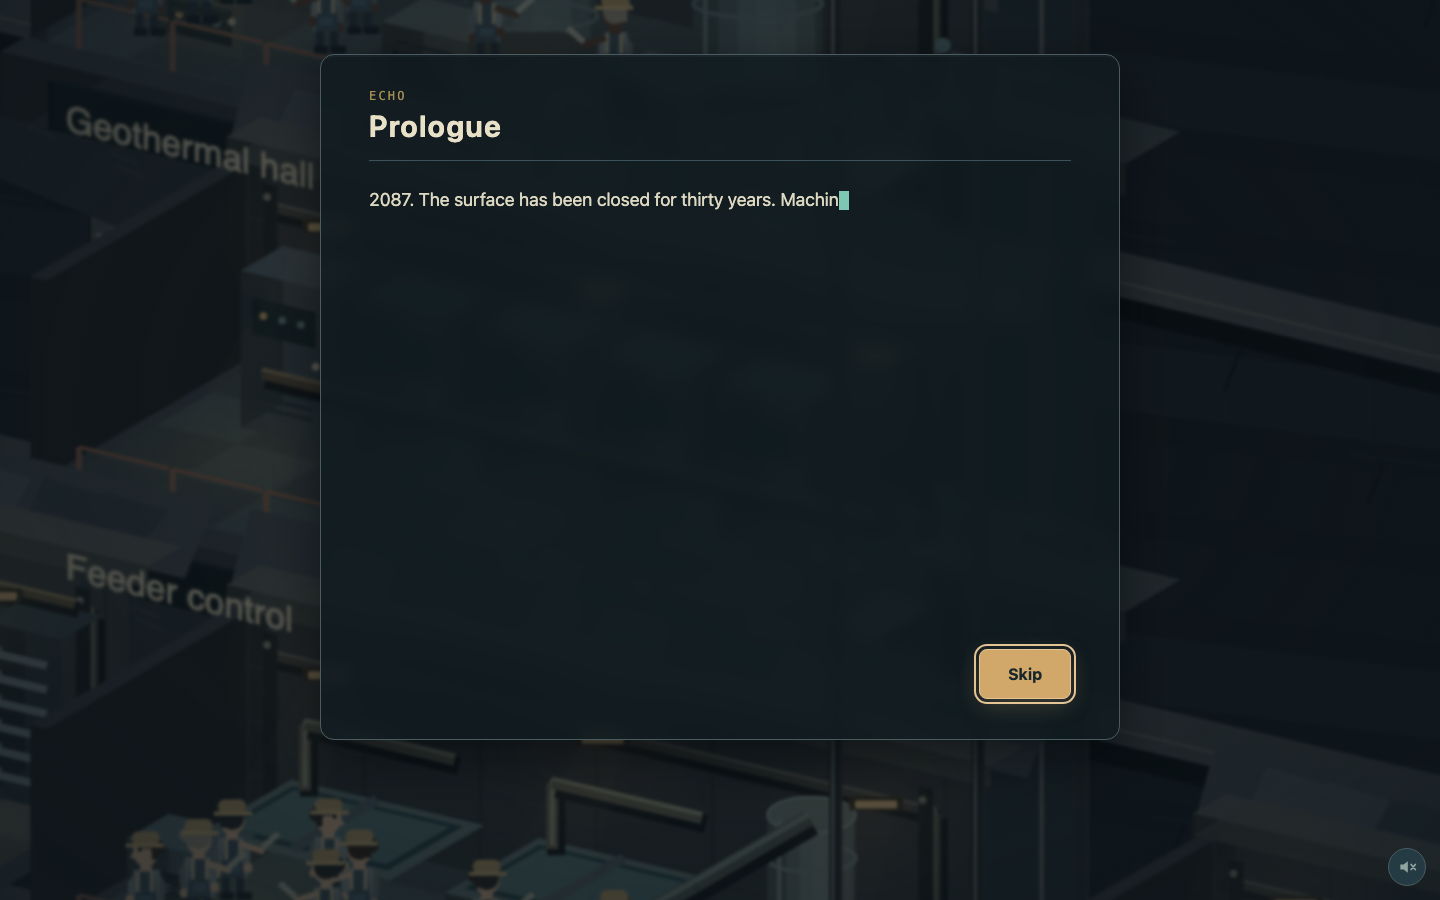 ECHO
Prologue
2087. The surface has been closed for thirty years. Machin
Geothermal hall
Feeder control
Skip